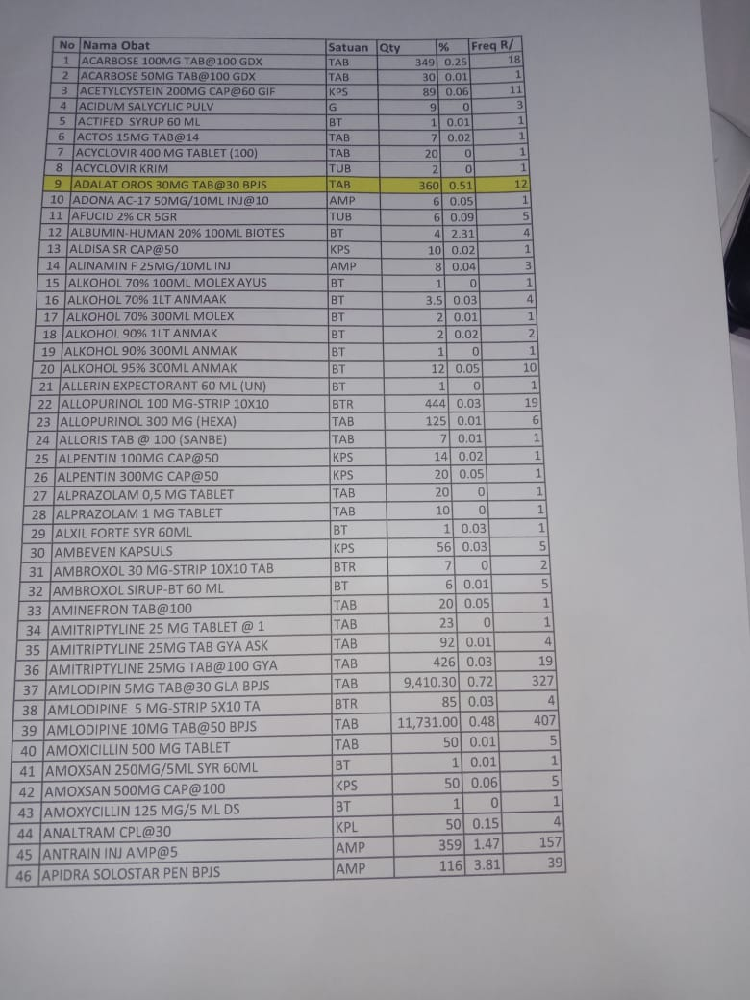 No Nama Obat Satuan Qty % Freq R/
1 ACARBOSE 100MG TAB@100 GDX TAB 349 0.25 18
2 ACARBOSE 50MG TAB@100 GDX TAB 30 0.01 1
3 ACETYLCYSTEIN 200MG CAP@60 GIF KPS 89 0.06 11
4 ACIDUM SALYCYLIC PULV G 9 0 3
5 ACTIFED SYRUP 60 ML BT 1 0.01 1
6 ACTOS 15MG TAB@14 TAB 7 0.02 1
7 ACYCLOVIR 400 MG TABLET (100) TAB 20 0 1
8 ACYCLOVIR KRIM TUB 2 0 1
9 ADALAT OROS 30MG TAB@30 BPJS TAB 360 0.51 12
10 ADONA AC-17 50MG/10ML INJ@10 AMP 6 0.05 1
11 AFUCID 2% CR 5GR TUB 6 0.09 5
12 ALBUMIN-HUMAN 20% 100ML BIOTES BT 4 2.31 4
13 ALDISA SR CAP@50 KPS 10 0.02 1
14 ALINAMIN F 25MG/10ML INJ AMP 8 0.04 3
15 ALKOHOL 70% 100ML MOLEX AYUS BT 1 0 1
16 ALKOHOL 70% 1LT ANMAAK BT 3.5 0.03 4
17 ALKOHOL 70% 300ML MOLEX BT 2 0.01 1
18 ALKOHOL 90% 1LT ANMAK BT 2 0.02 2
19 ALKOHOL 90% 300ML ANMAK BT 1 0 1
20 ALKOHOL 95% 300ML ANMAK BT 12 0.05 10
21 ALLERIN EXPECTORANT 60 ML (UN) BT 1 0 1
22 ALLOPURINOL 100 MG-STRIP 10X10 BTR 444 0.03 19
23 ALLOPURINOL 300 MG (HEXA) TAB 125 0.01 6
24 ALLORIS TAB @ 100 (SANBE) TAB 7 0.01 1
25 ALPENTIN 100MG CAP@50 KPS 14 0.02 1
26 ALPENTIN 300MG CAP@50 KPS 20 0.05 1
27 ALPRAZOLAM 0,5 MG TABLET TAB 20 0 1
28 ALPRAZOLAM 1 MG TABLET TAB 10 0 1
29 ALXIL FORTE SYR 60ML BT 1 0.03 1
30 AMBEVEN KAPSULS KPS 56 0.03 5
31 AMBROXOL 30 MG-STRIP 10X10 TAB BTR 7 0 2
32 AMBROXOL SIRUP-BT 60 ML BT 6 0.01 5
33 AMINEFRON TAB@100 TAB 20 0.05 1
34 AMITRIPTYLINE 25 MG TABLET @ 1 TAB 23 0 1
35 AMITRIPTYLINE 25MG TAB GYA ASK TAB 92 0.01 4
36 AMITRIPTYLINE 25MG TAB@100 GYA TAB 426 0.03 19
37 AMLODIPIN 5MG TAB@30 GLA BPJS TAB 9,410.30 0.72 327
38 AMLODIPINE 5 MG-STRIP 5X10 TA BTR 85 0.03 4
39 AMLODIPINE 10MG TAB@50 BPJS TAB 11,731.00 0.48 407
40 AMOXICILLIN 500 MG TABLET TAB 50 0.01 5
41 AMOXSAN 250MG/5ML SYR 60ML BT 1 0.01 1
42 AMOXSAN 500MG CAP@100 KPS 50 0.06 5
43 AMOXYCILLIN 125 MG/5 ML DS BT 1 0 1
44 ANALTRAM CPL@30 KPL 50 0.15 4
45 ANTRAIN INJ AMP@5 AMP 359 1.47 157
46 APIDRA SOLOSTAR PEN BPJS AMP 116 3.81 39